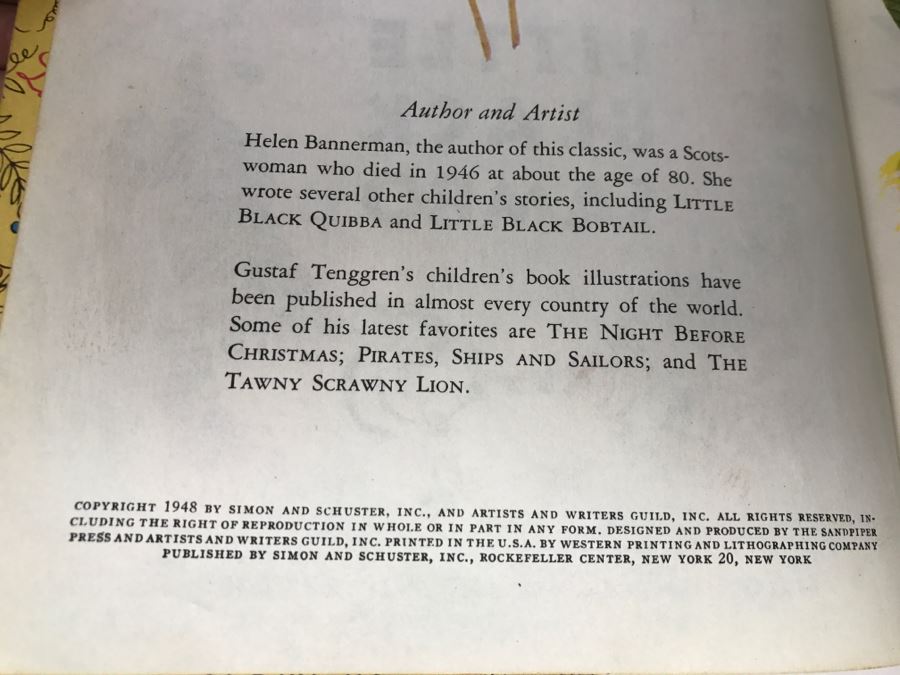 Author and Artist
Helen Bannerman, the author of this classic, was a Scots-
woman who died in 1946 at about the age of 80. She
wrote several other children's stories, including LITTLE
BLACK QUIBBA and LITTLE BLACK BOBTAIL.
Gustaf Tenggren's children's book illustrations have
been published in almost every country of the world.
Some of his latest favorites are THE NIGHT BEFORE
CHRISTMAS; PIRATES, SHIPS AND SAILORS; and THE
TAWNY SCRAWNY LION.
COPYRIGHT 1948 BY SIMON AND SCHUSTER, INC., AND ARTISTS AND WRITERS GUILD, INC. ALL RIGHTS RESERVED, IN-
CLUDING THE RIGHT OF REPRODUCTION IN WHOLE OR IN PART IN ANY FORM. DESIGNED AND PRODUCED BY THE SANDPIPER
PRESS AND ARTISTS AND WRITERS GUILD, INC. PRINTED IN THE U.S.A. BY WESTERN PRINTING AND LITHOGRAPHING COMPANY
PUBLISHED BY SIMON AND SCHUSTER, INC., ROCKEFELLER CENTER, NEW YORK 20, NEW YORK